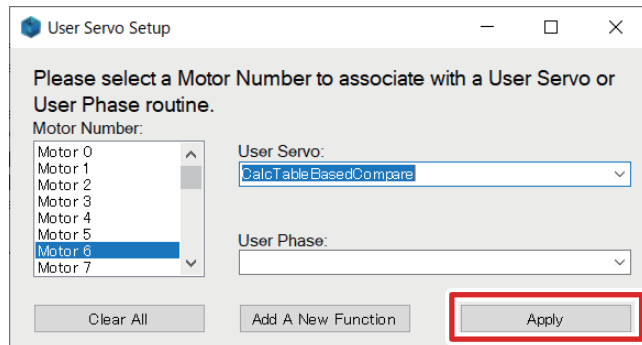 User Servo Setup
Please select a Motor Number to associate with a User Servo or
User Phase routine.
Motor Number:
Motor 0
Motor 1
Motor 2
Motor 3
Motor 4
Motor 5
Motor 6
Motor 7
User Servo:
CalcTableBasedCompare
User Phase:
Clear All
Add A New Function
Apply